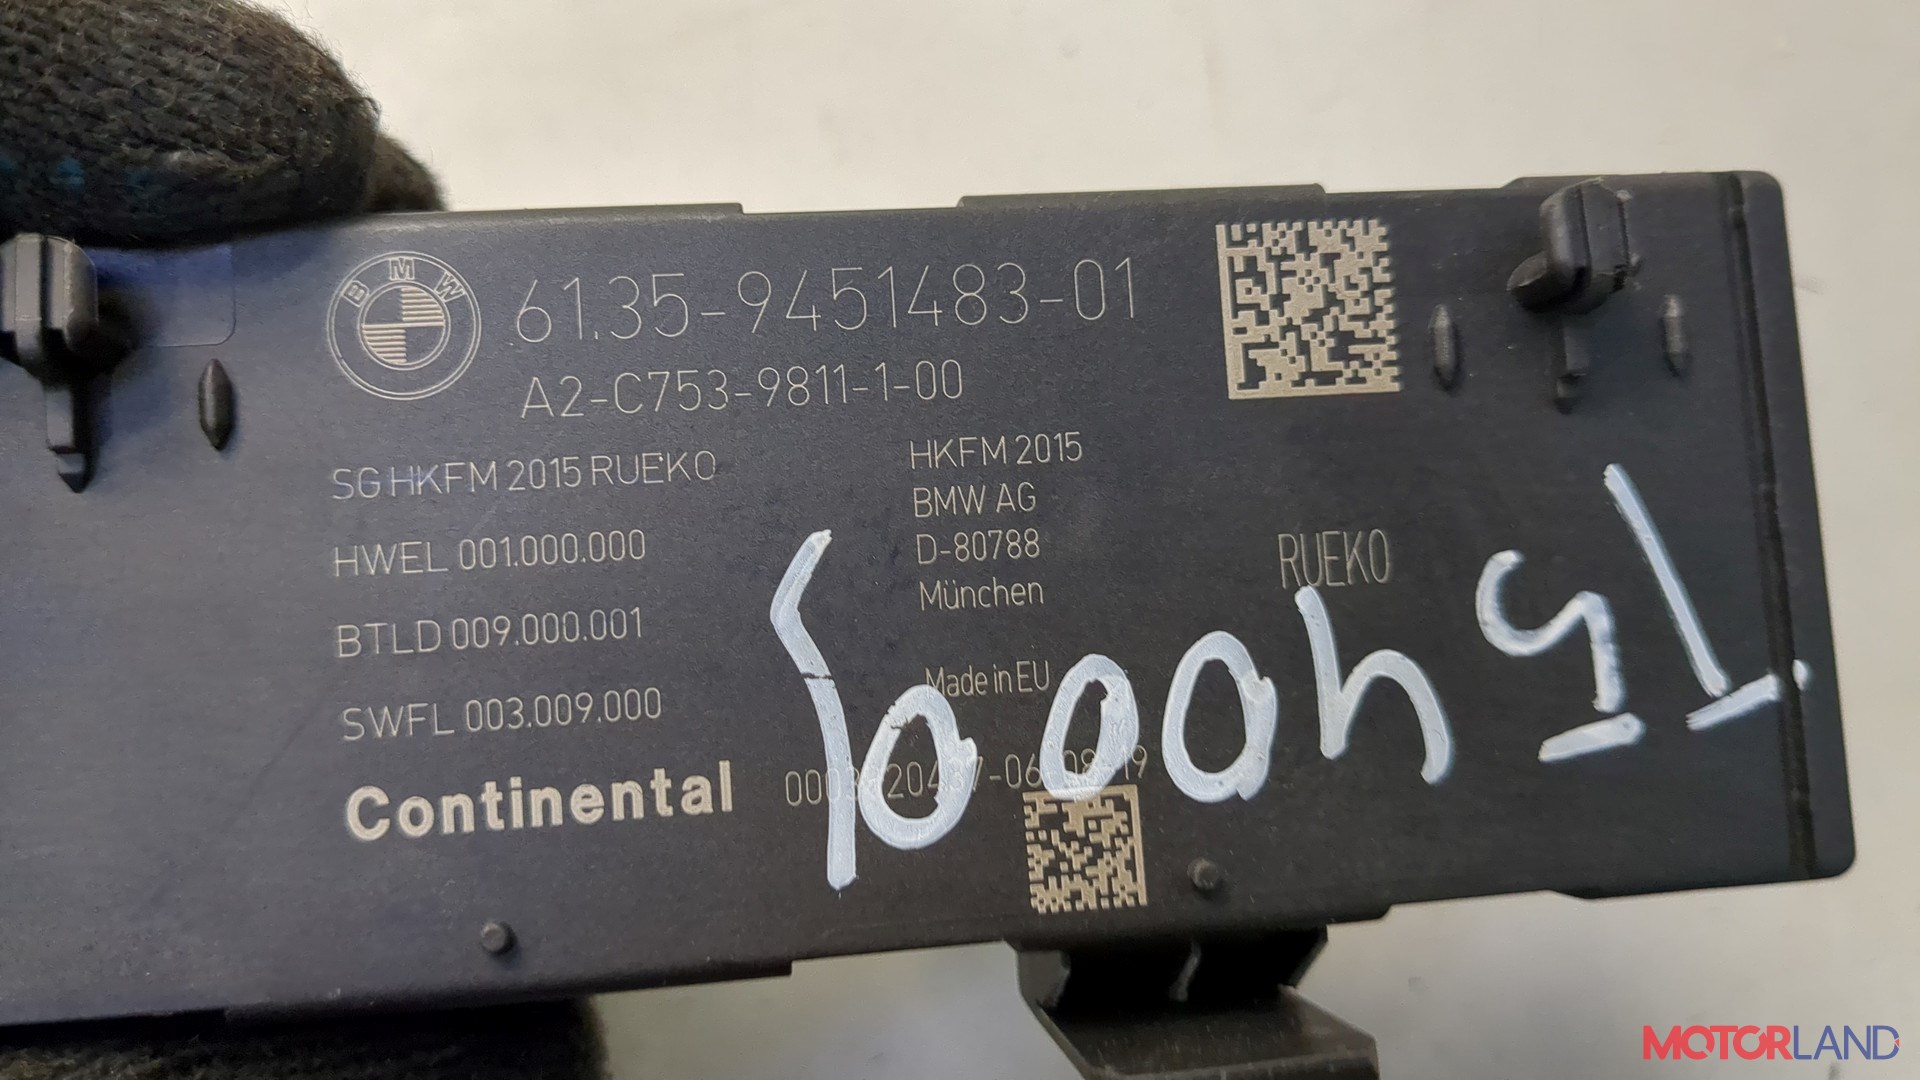 BMW
61.35-9451483-01
A2-C753-9811-1-00
SG HKFM 2015 RUEKO
HWEL 001.000.000
BTLD 009.000.001
SWFL 003.009.000
Continental
HKFM 2015
BMW AG
D-80788
München
Made in EU
RUEKO
MOTORLAND